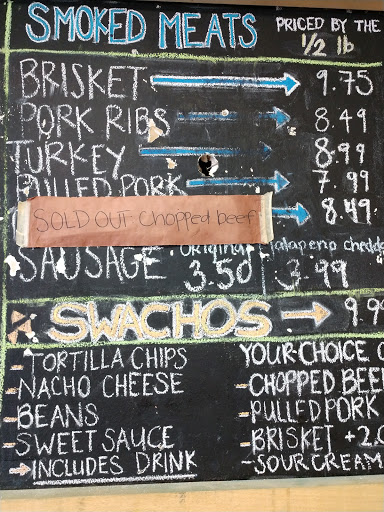 SMOKED MEATS PRICED BY THE 1/2 lb
BRISKET 9.75
PORK RIBS 8.49
TURKEY 8.99
PULLED PORK 7.99
SOLD OUT Chopped beef 8.49
SAUSAGE original 3.50 jalapeno chedda 3.99
SWACHOS 9.9
TORTILLA CHIPS
NACHO CHEESE
BEANS
SWEET SAUCE
INCLUDES DRINK
YOUR CHOICE O
CHOPPED BEEF
PULLED PORK
BRISKET +2.0
SOUR CREAM